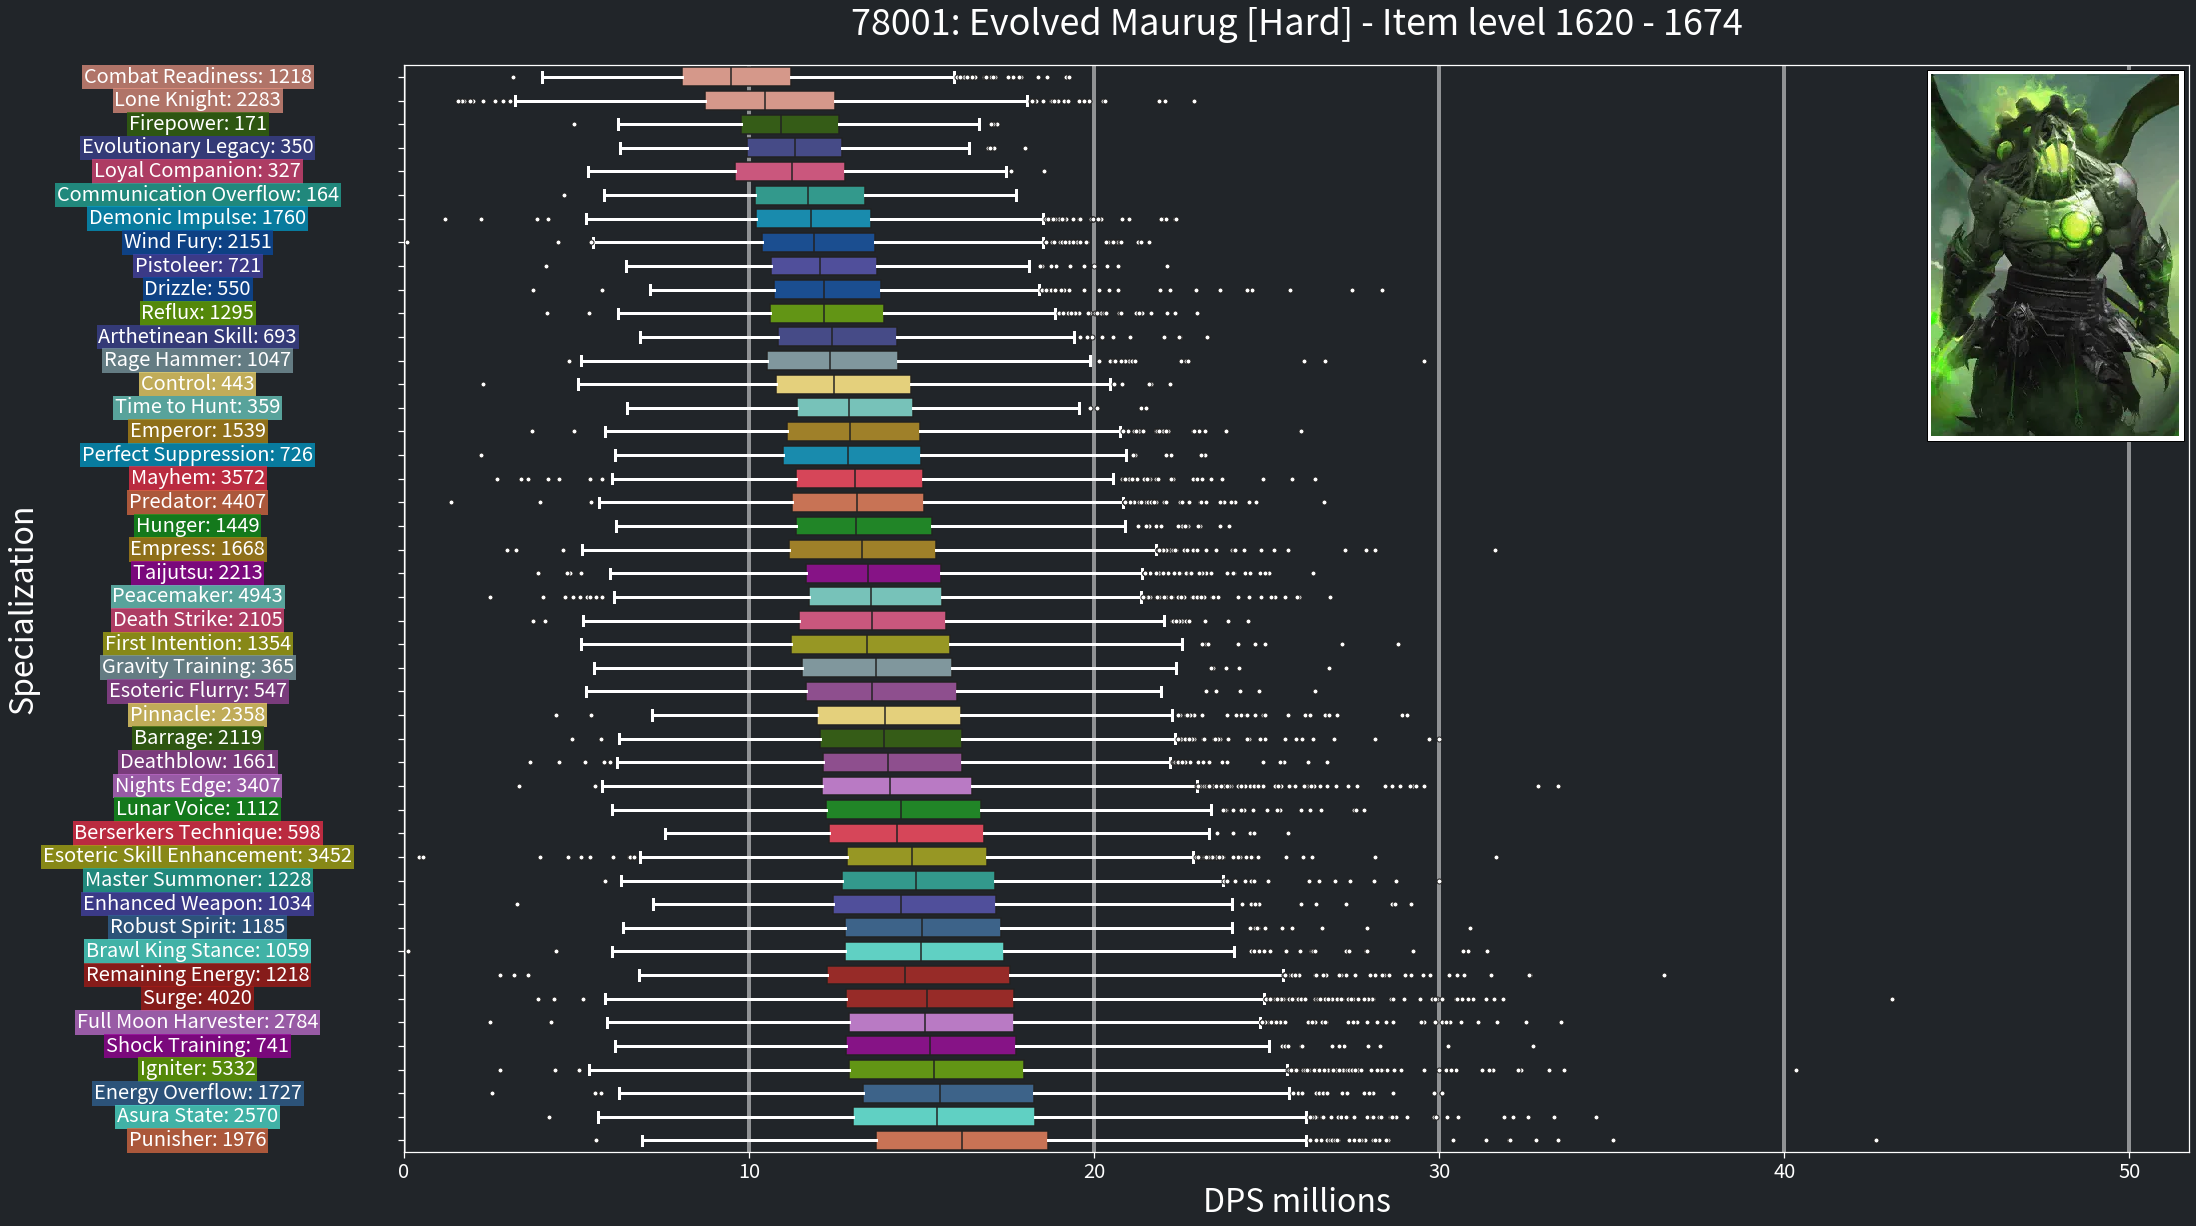 78001: Evolved Maurug [Hard] - Item level 1620 - 1674
Combat Readiness: 1218
Lone Knight: 2283
Firepower: 171
Evolutionary Legacy: 350
Loyal Companion: 327
Communication Overflow: 164
Demonic Impulse: 1760
Wind Fury: 2151
Pistoleer: 721
Drizzle: 550
Reflux: 1295
Arthetinean Skill: 693
Rage Hammer: 1047
Control: 443
Time to Hunt: 359
Emperor: 1539
Perfect Suppression: 726
Mayhem: 3572
Predator: 4407
Hunger: 1449
Empress: 1668
Taijutsu: 2213
Peacemaker: 4943
Death Strike: 2105
First Intention: 1354
Gravity Training: 365
Esoteric Flurry: 547
Pinnacle: 2358
Barrage: 2119
Deathblow: 1661
Nights Edge: 3407
Lunar Voice: 1112
Berserkers Technique: 598
Esoteric Skill Enhancement: 3452
Master Summoner: 1228
Enhanced Weapon: 1034
Robust Spirit: 1185
Brawl King Stance: 1059
Remaining Energy: 1218
Surge: 4020
Full Moon Harvester: 2784
Shock Training: 741
Igniter: 5332
Energy Overflow: 1727
Asura State: 2570
Punisher: 1976
Specialization
0 10 20 30 40 50
DPS millions